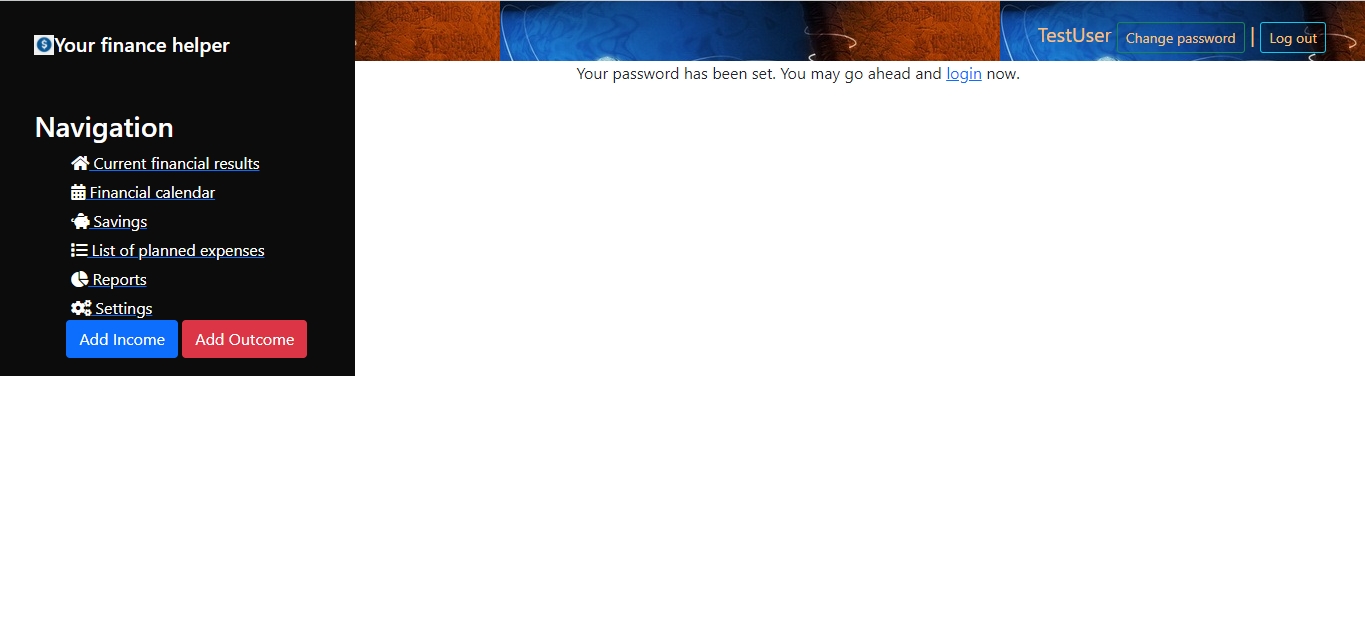 Your finance helper
TestUser Change password | Log out
Your password has been set. You may go ahead and login now.
Navigation
Current financial results
Financial calendar
Savings
List of planned expenses
Reports
Settings
Add Income Add Outcome